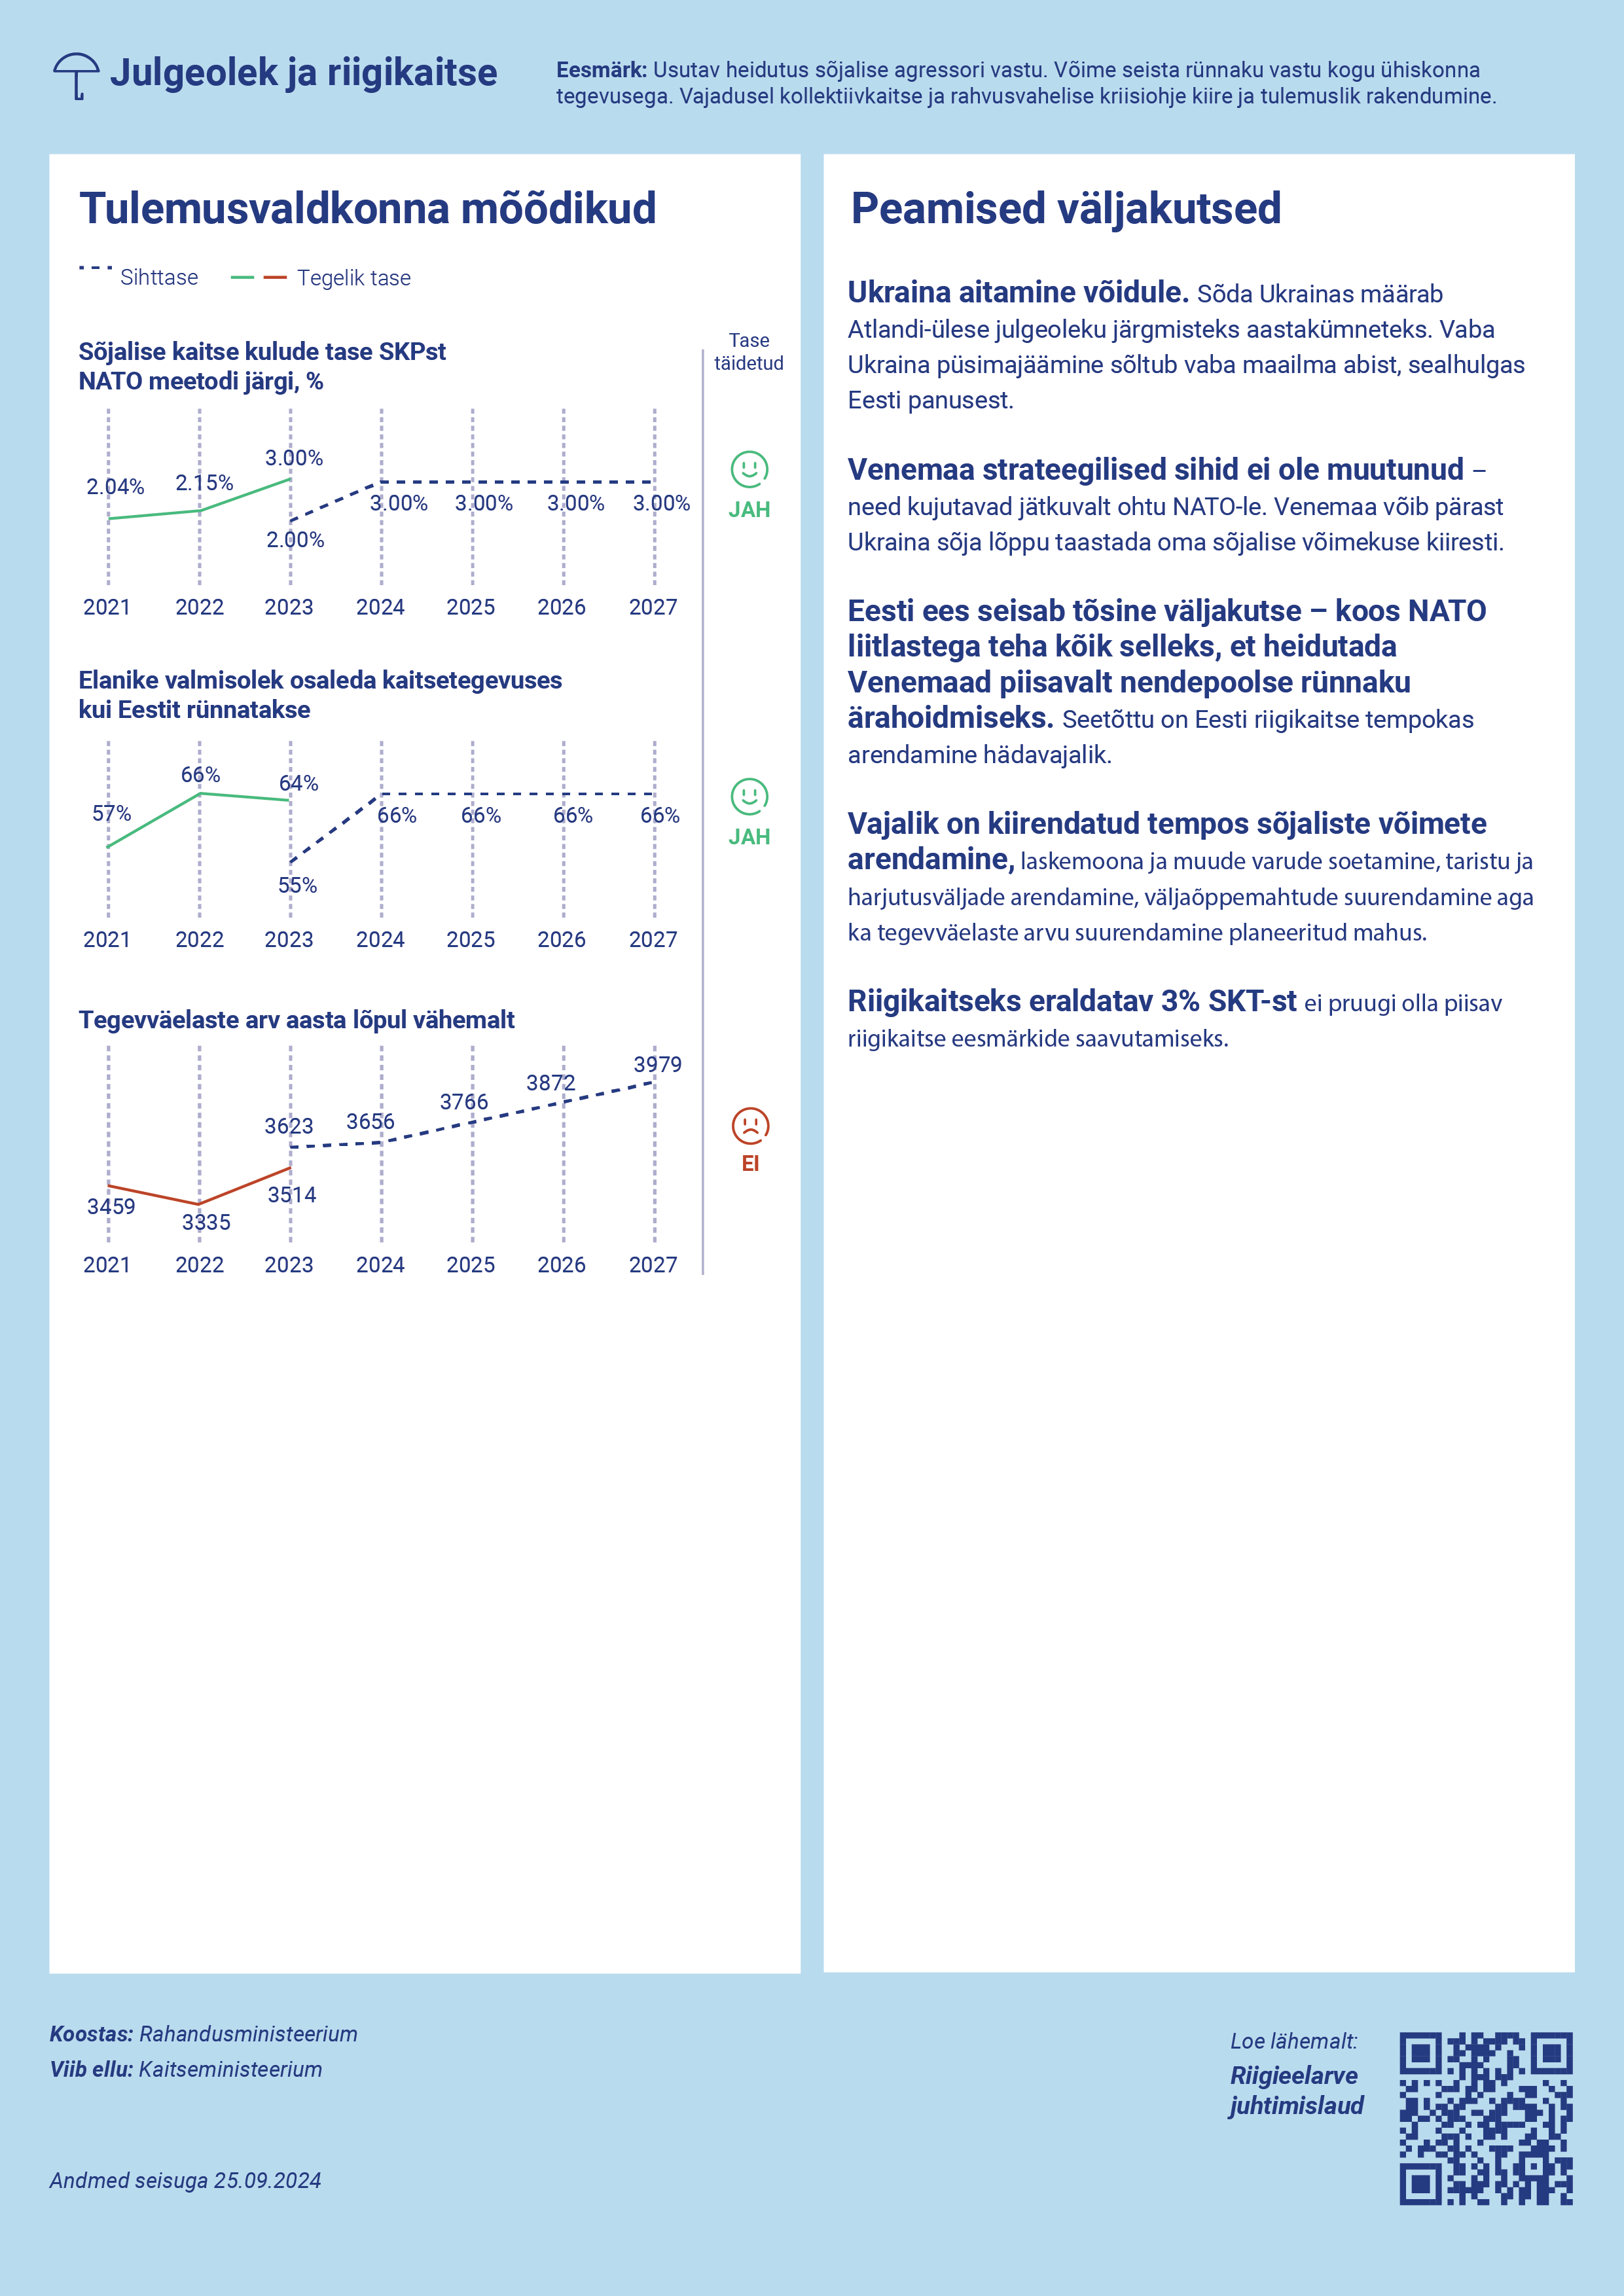 Julgeolek ja riigikaitse
Eesmärk: Usutav heidutus sõjalise agressori vastu. Võime seista rünnaku vastu kogu ühiskonna
tegevusega. Vajadusel kollektiivkaitse ja rahvusvahelise kriisiohje kiire ja tulemuslik rakendumine.
Tulemusvaldkonna mõõdikud
Sihttase
Tegelik tase
Tase
täidetud
Sõjalise kaitse kulude tase SKPst
NATO meetodi järgi, %
2.04%
2.15%
3.00%
2.00%
3.00%
3.00%
3.00%
3.00%
JAH
2021 2022 2023 2024 2025 2026 2027
Elanike valmisolek osaleda kaitsetegevuses
kui Eestit rünnatakse
57%
66%
64%
55%
66%
66%
66%
66%
JAH
2021 2022 2023 2024 2025 2026 2027
Tegevväelaste arv aasta lõpul vähemalt
3459
3335
3514
3623
3656
3766
3872
3979
EI
2021 2022 2023 2024 2025 2026 2027
Peamised väljakutsed
Ukraina aitamine võidule. Sõda Ukrainas määrab
Atlandi-ülese julgeoleku järgmisteks aastakümneteks. Vaba
Ukraina püsimajäämine sõltub vaba maailma abist, sealhulgas
Eesti panusest.
Venemaa strateegilised sihid ei ole muutunud –
need kujutavad jätkuvalt ohtu NATO-le. Venemaa võib pärast
Ukraina sõja lõppu taastada oma sõjalise võimekuse kiiresti.
Eesti ees seisab tõsine väljakutse – koos NATO
liitlastega teha kõik selleks, et heidutada
Venemaad piisavalt nendepoolse rünnaku
ärahoidmiseks. Seetõttu on Eesti riigikaitse tempokas
arendamine hädavajalik.
Vajalik on kiirendatud tempos sõjaliste võimete
arendamine, laskemoona ja muude varude soetamine, taristu ja
harjutusväljade arendamine, väljaõppemahtude suurendamine aga
ka tegevväelaste arvu suurendamine planeeritud mahus.
Riigikaitseks eraldatav 3% SKT-st ei pruugi olla piisav
riigikaitse eesmärkide saavutamiseks.
Koostas: Rahandusministeerium
Viib ellu: Kaitseministeerium
Andmed seisuga 25.09.2024
Loe lähemalt:
Riigieelarve
juhtimislaud